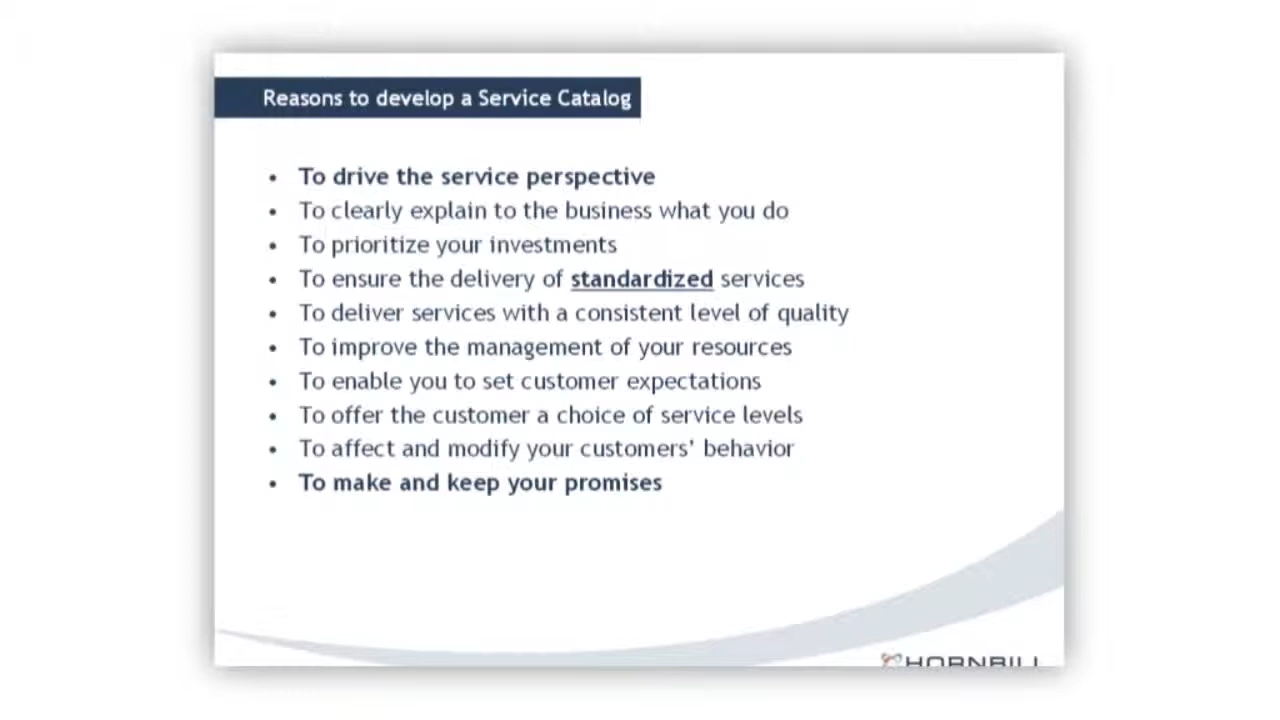 Reasons to develop a Service Catalog
• To drive the service perspective
• To clearly explain to the business what you do
• To prioritize your investments
• To ensure the delivery of standardized services
• To deliver services with a consistent level of quality
• To improve the management of your resources
• To enable you to set customer expectations
• To offer the customer a choice of service levels
• To affect and modify your customers' behavior
• To make and keep your promises
HORNBILL